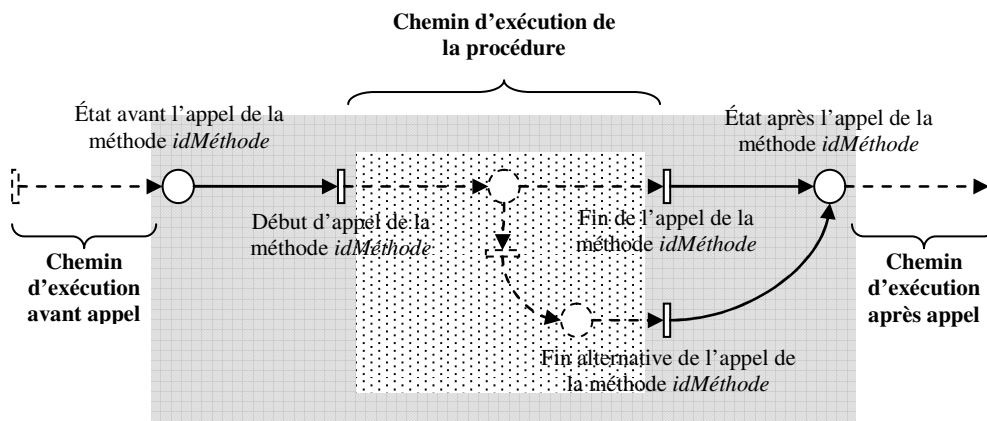 Chemin d'exécution de
la procédure
État avant l'appel de la
méthode idMéthode
État après l'appel de la
méthode idMéthode
Début d'appel de la
méthode idMéthode
Fin de l'appel de la
méthode idMéthode
Chemin
d'exécution
avant appel
Chemin
d'exécution
après appel
Fin alternative de l'appel de
la méthode idMéthode